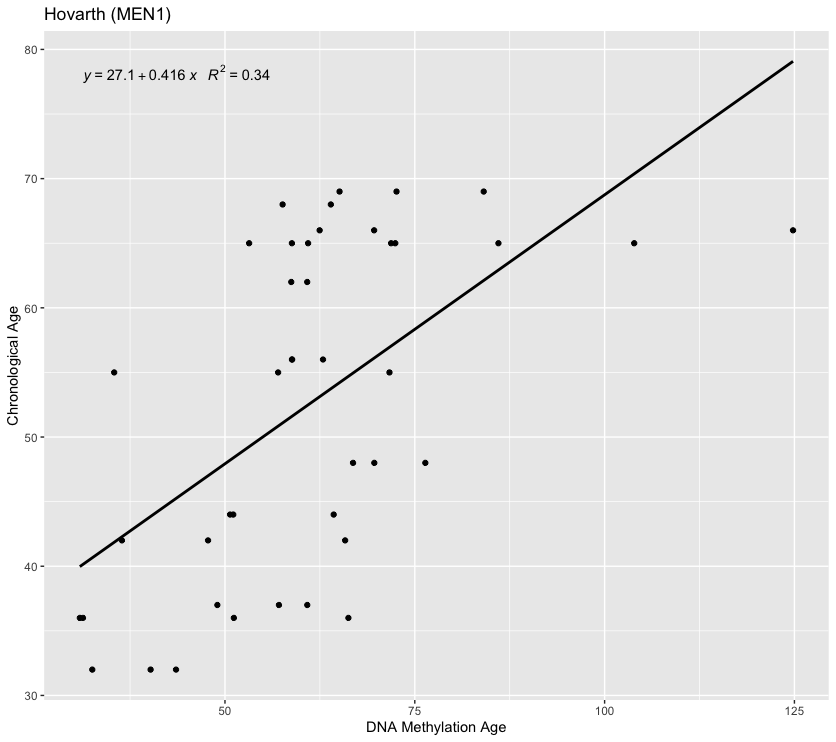 Hovarth (MEN1)
80
y = 27.1 + 0.416 x  R² = 0.34
70
60
50
40
30
Chronological Age
50 75 100 125
DNA Methylation Age